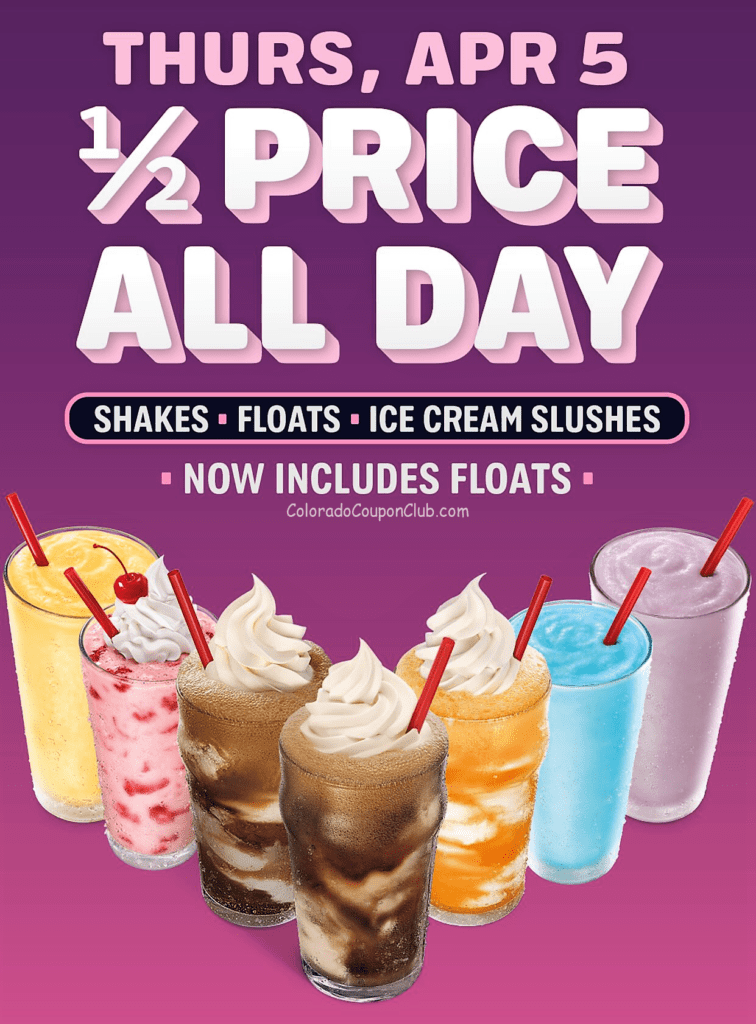 THURS, APR 5
½ PRICE
ALL DAY
SHAKES · FLOATS · ICE CREAM SLUSHES
· NOW INCLUDES FLOATS ·
ColoradoCouponClub.com